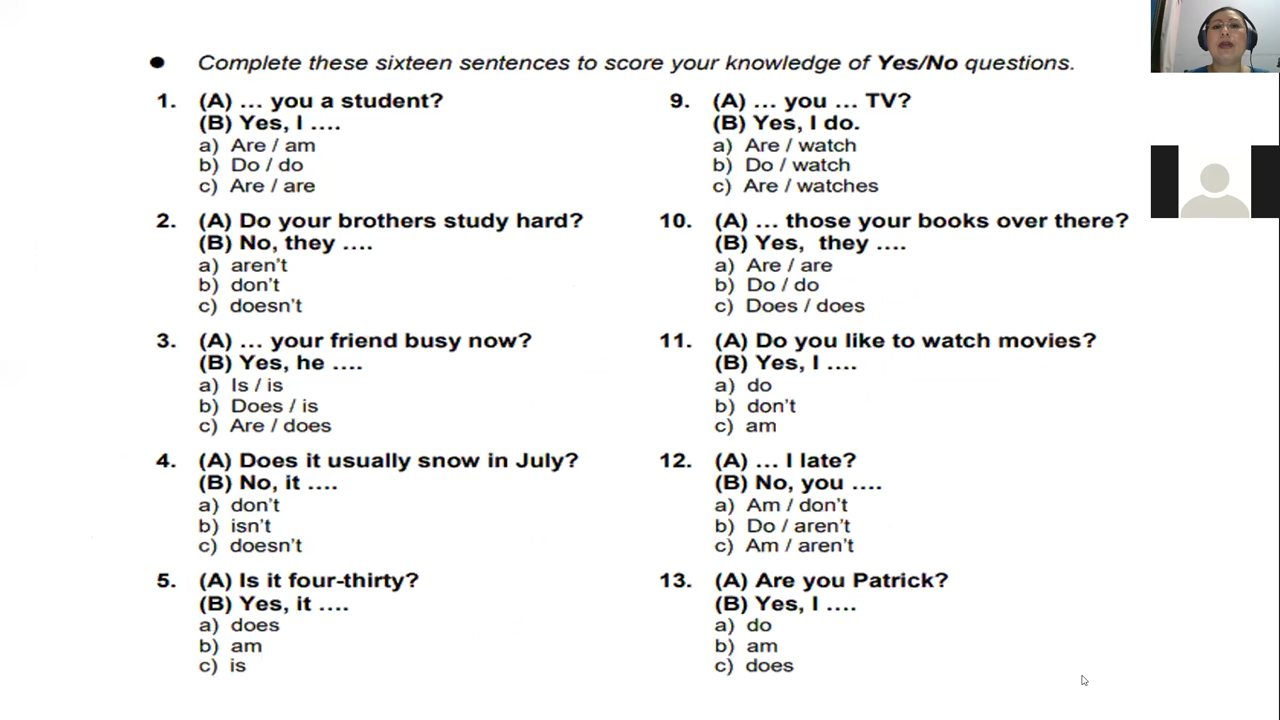 Complete these sixteen sentences to score your knowledge of Yes/No questions.
1. (A) … you a student?
(B) Yes, I ….
a) Are / am
b) Do / do
c) Are / are
2. (A) Do your brothers study hard?
(B) No, they ….
a) aren't
b) don't
c) doesn't
3. (A) … your friend busy now?
(B) Yes, he ….
a) Is / is
b) Does / is
c) Are / does
4. (A) Does it usually snow in July?
(B) No, it ….
a) don't
b) isn't
c) doesn't
5. (A) Is it four-thirty?
(B) Yes, it ….
a) does
b) am
c) is
9. (A) … you … TV?
(B) Yes, I do.
a) Are / watch
b) Do / watch
c) Are / watches
10. (A) … those your books over there?
(B) Yes, they ….
a) Are / are
b) Do / do
c) Does / does
11. (A) Do you like to watch movies?
(B) Yes, I ….
a) do
b) don't
c) am
12. (A) … I late?
(B) No, you ….
a) Am / don't
b) Do / aren't
c) Am / aren't
13. (A) Are you Patrick?
(B) Yes, I ….
a) do
b) am
c) does